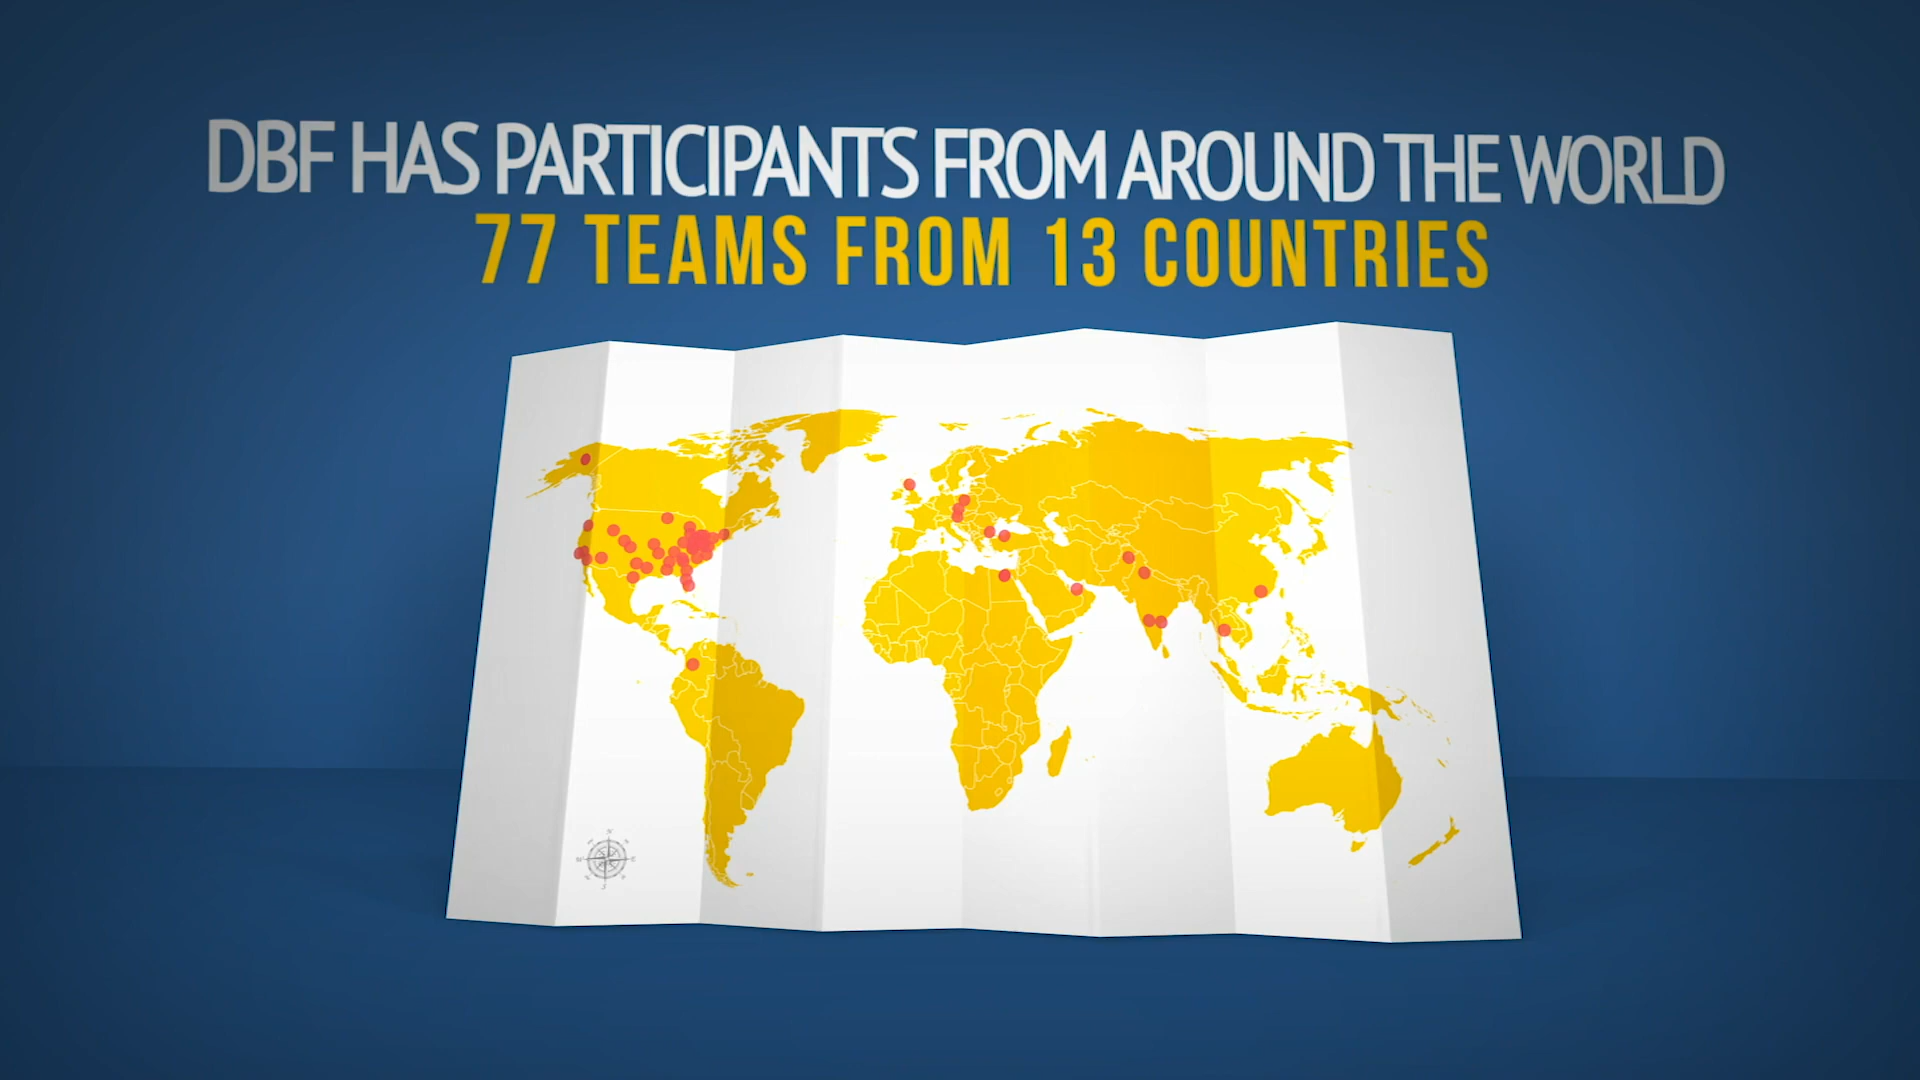 DBF HAS PARTICIPANTS FROM AROUND THE WORLD
77 TEAMS FROM 13 COUNTRIES